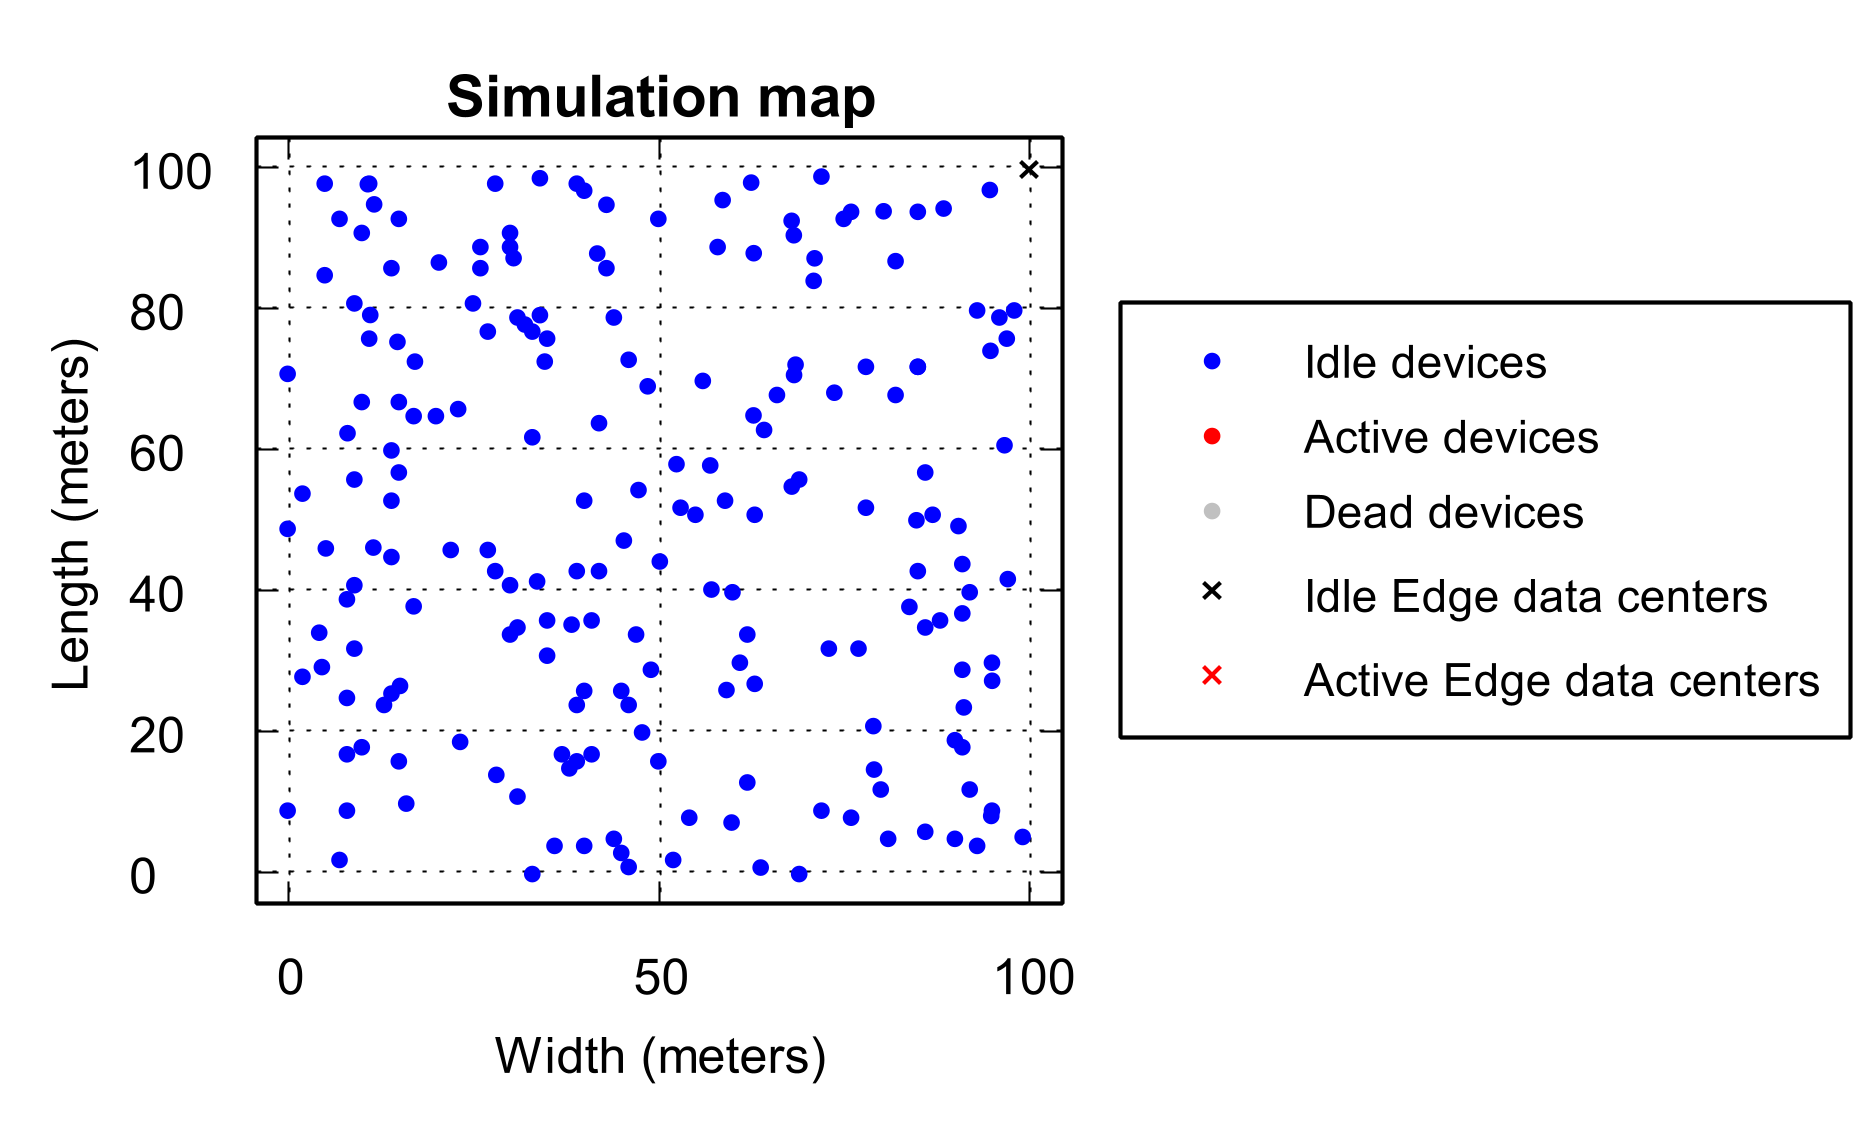 Simulation map
100
80
60
40
20
0
Length (meters)
0 50 100
Width (meters)
Idle devices
Active devices
Dead devices
Idle Edge data centers
Active Edge data centers